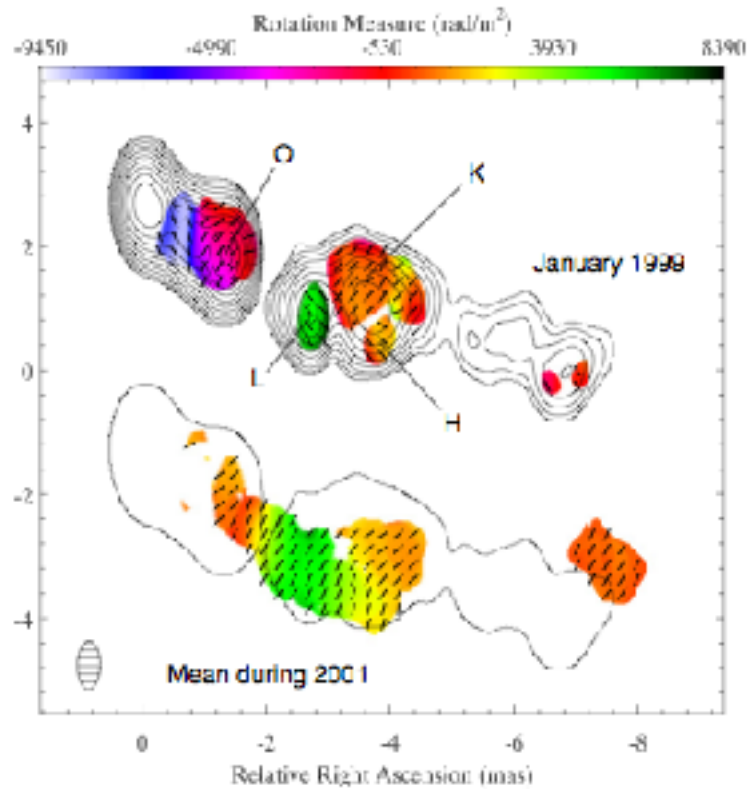 Rotation Measure (rad/m²)
-9450 -4990 -530 3930 8390
4
O
K
2
January 1999
0
L
H
-2
-4
Mean during 2001
0 -2 -4 -6 -8
Relative Right Ascension (mas)